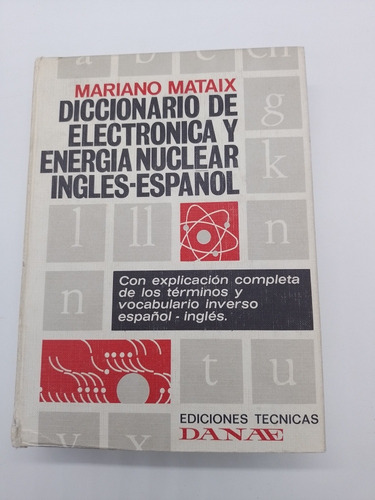 a b c ch
MARIANO MATAIX
DICCIONARIO DE
ELECTRONICA Y
ENERGIA NUCLEAR
INGLES-ESPAÑOL
g
k
l ll n
n
Con explicación completa
de los términos y
vocabulario inverso
español - inglés.
t u
EDICIONES TECNICAS
DANAE
v x